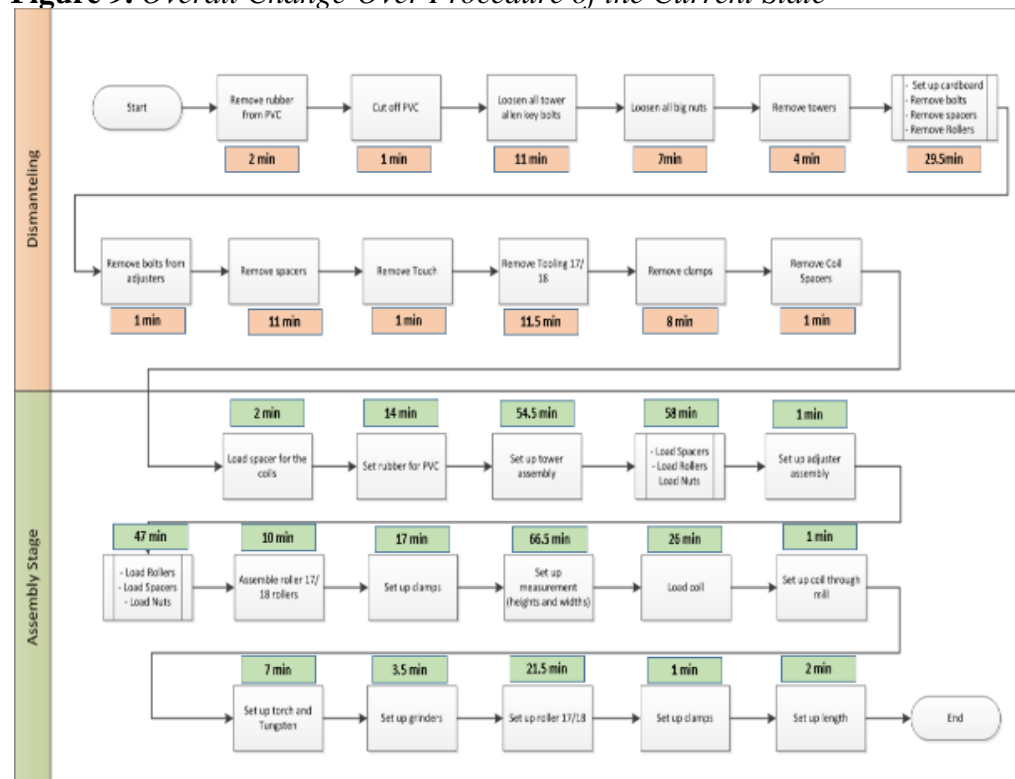 Figure 9. Overall Change Over Procedure of the Current State
Dismanteling
Start
Remove rubber
from PVC
2 min
Cut off PVC
1 min
Loosen all tower
allen key bolts
11 min
Loosen all big nuts
7min
Remove towers
4 min
- Set up cardboard
- Remove bolts
- Remove spacers
- Remove Rollers
29.5min
Remove bolts from
adjusters
1 min
Remove spacers
11 min
Remove Touch
1 min
Remove Tooling 17/
18
11.5 min
Remove clamps
8 min
Remove Coil
Spacers
1 min
Assembly Stage
2 min
Load spacer for the
coils
14 min
Set rubber for PVC
54.5 min
Set up tower
assembly
58 min
- Load Spacers
- Load Rollers
Load Nuts
1 min
Set up adjuster
assembly
47 min
- Load Rollers
- Load Spacers
- Load Nuts
10 min
Assemble roller 17/
18 rollers
17 min
Set up clamps
66.5 min
Set up
measurement
(heights and widths)
26 min
Load coil
1 min
Set up coil through
mill
7 min
Set up torch and
Tungsten
3.5 min
Set up grinders
21.5 min
Set up roller 17/18
1 min
Set up clamps
2 min
Set up length
End